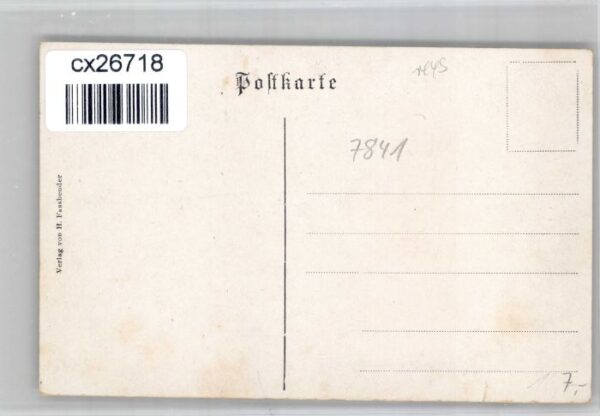 cx26718
Postkarte
7841
Verlag von H. Fassbender
7,-